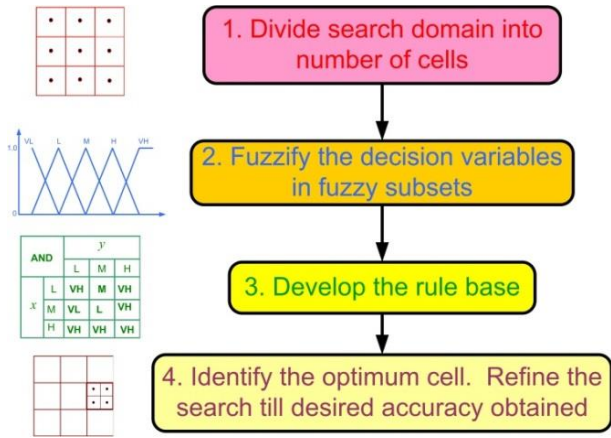 1. Divide search domain into
number of cells
VL L M H VH
1.0
0
2. Fuzzify the decision variables
in fuzzy subsets
AND y
L M H
x L VH M VH
M VL L VH
H VH VH VH
3. Develop the rule base
4. Identify the optimum cell. Refine the
search till desired accuracy obtained